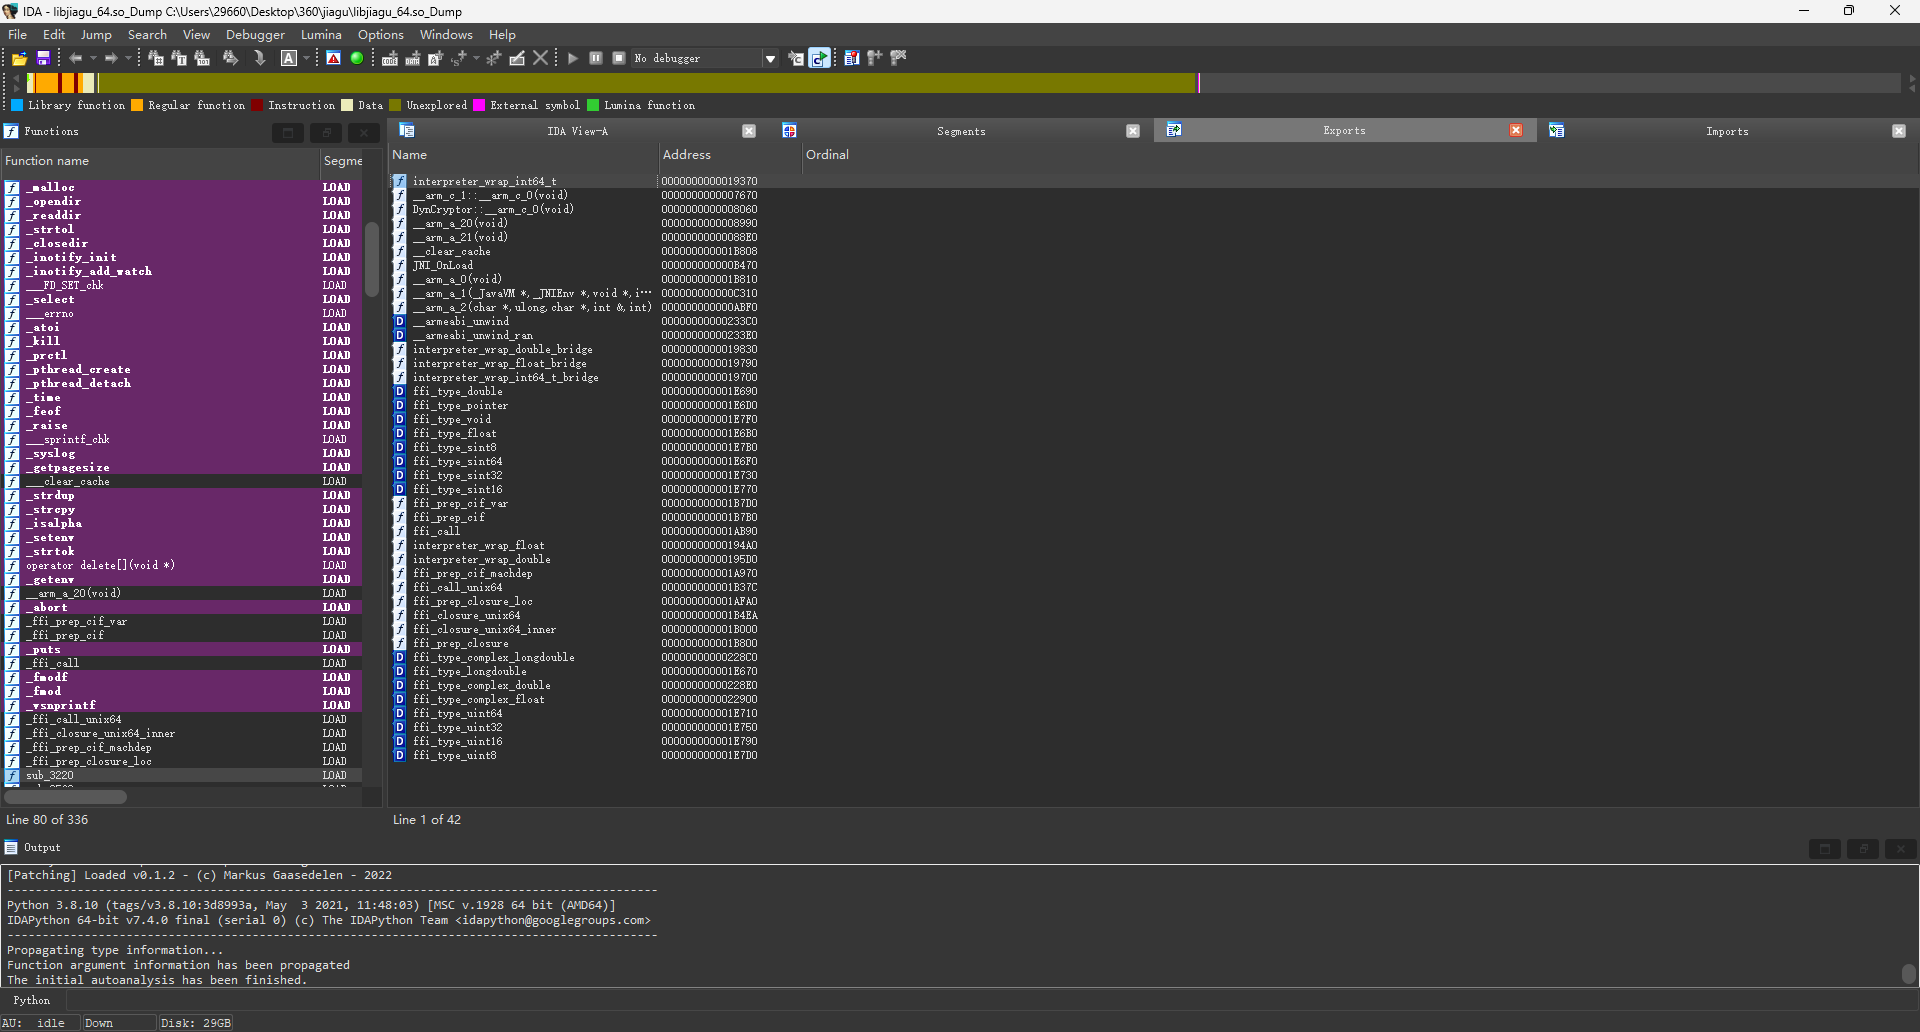 IDA - libjiagu_64.so_Dump C:\Users\29660\Desktop\360\jiagu\libjiagu_64.so_Dump
File Edit Jump Search View Debugger Lumina Options Windows Help
No debugger
Library function Regular function Instruction Data Unexplored External symbol Lumina function
Functions
Function name Segme
_malloc LOAD
_opendir LOAD
_readdir LOAD
_strtol LOAD
_closedir LOAD
_inotify_init LOAD
_inotify_add_watch LOAD
___FD_SET_chk LOAD
_select LOAD
___errno LOAD
_atoi LOAD
_kill LOAD
_prctl LOAD
_pthread_create LOAD
_pthread_detach LOAD
_time LOAD
_feof LOAD
_raise LOAD
___sprintf_chk LOAD
_syslog LOAD
_getpagesize LOAD
___clear_cache LOAD
_strdup LOAD
_strcpy LOAD
_isalpha LOAD
_setenv LOAD
_strtok LOAD
operator delete[](void *) LOAD
_getenv LOAD
__arm_a_20(void) LOAD
_abort LOAD
_ffi_prep_cif_var LOAD
_ffi_prep_cif LOAD
_puts LOAD
_ffi_call LOAD
_fmodf LOAD
_fmod LOAD
_vsnprintf LOAD
_ffi_call_unix64 LOAD
_ffi_closure_unix64_inner LOAD
_ffi_prep_cif_machdep LOAD
_ffi_prep_closure_loc LOAD
sub_3220 LOAD
Line 80 of 336
IDA View-A Segments Exports Imports
Name Address Ordinal
interpreter_wrap_int64_t 0000000000019370
__arm_c_1::__arm_c_0(void) 0000000000007670
DynCryptor::__arm_c_0(void) 0000000000008060
__arm_a_20(void) 0000000000008990
__arm_a_21(void) 00000000000088E0
__clear_cache 000000000001B808
JNI_OnLoad 000000000000B470
__arm_a_0(void) 000000000001B810
__arm_a_1(_JavaVM *,_JNIEnv *,void *,i··· 000000000000C310
__arm_a_2(char *,ulong,char *,int &,int) 000000000000ABF0
__armeabi_unwind 00000000000233C0
__armeabi_unwind_ran 00000000000233E0
interpreter_wrap_double_bridge 0000000000019830
interpreter_wrap_float_bridge 0000000000019790
interpreter_wrap_int64_t_bridge 0000000000019700
ffi_type_double 000000000001E690
ffi_type_pointer 000000000001E6D0
ffi_type_void 000000000001E7F0
ffi_type_float 000000000001E6B0
ffi_type_sint8 000000000001E7B0
ffi_type_sint64 000000000001E6F0
ffi_type_sint32 000000000001E730
ffi_type_sint16 000000000001E770
ffi_prep_cif_var 000000000001B7D0
ffi_prep_cif 000000000001B7B0
ffi_call 000000000001AB90
interpreter_wrap_float 00000000000194A0
interpreter_wrap_double 00000000000195D0
ffi_prep_cif_machdep 000000000001A970
ffi_call_unix64 000000000001B37C
ffi_prep_closure_loc 000000000001AFA0
ffi_closure_unix64 000000000001B4EA
ffi_closure_unix64_inner 000000000001B000
ffi_prep_closure 000000000001B800
ffi_type_complex_longdouble 00000000000228C0
ffi_type_longdouble 000000000001E670
ffi_type_complex_double 00000000000228E0
ffi_type_complex_float 0000000000022900
ffi_type_uint64 000000000001E710
ffi_type_uint32 000000000001E750
ffi_type_uint16 000000000001E790
ffi_type_uint8 000000000001E7D0
Line 1 of 42
Output
[Patching] Loaded v0.1.2 - (c) Markus Gaasedelen - 2022
---------------------------------------------------------------------------------------------
Python 3.8.10 (tags/v3.8.10:3d8993a, May  3 2021, 11:48:03) [MSC v.1928 64 bit (AMD64)]
IDAPython 64-bit v7.4.0 final (serial 0) (c) The IDAPython Team <idapython@googlegroups.com>
---------------------------------------------------------------------------------------------
Propagating type information...
Function argument information has been propagated
The initial autoanalysis has been finished.
Python
AU: idle Down Disk: 29GB